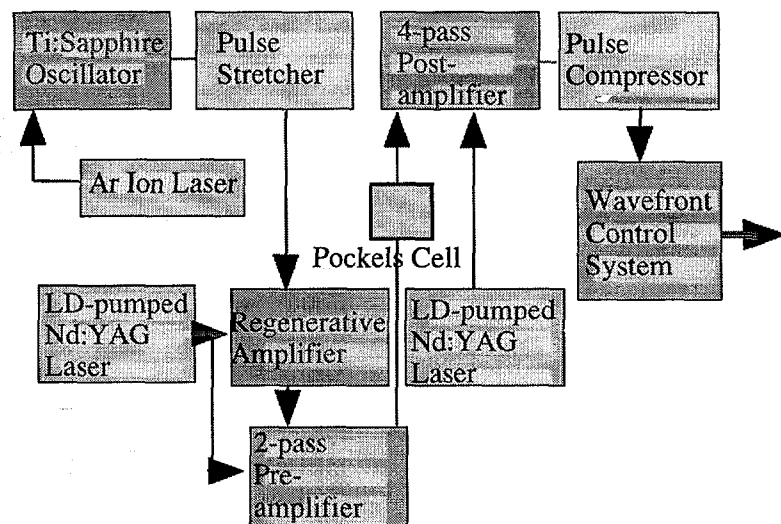 Ti:Sapphire
Oscillator
Pulse
Stretcher
4-pass
Post-
amplifier
Pulse
Compressor
Ar Ion Laser
Wavefront
Control
System
Pockels Cell
LD-pumped
Nd:YAG
Laser
Regenerative
Amplifier
LD-pumped
Nd:YAG
Laser
2-pass
Pre-
amplifier